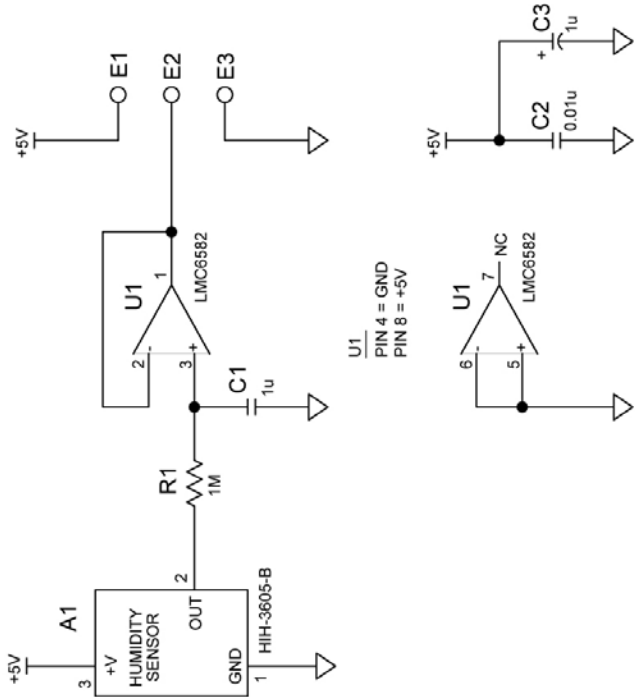 +5V
A1
3
+V
HUMIDITY
SENSOR
OUT
2
GND
1
HIH-3605-B
R1
1M
C1
1u
U1
2
-
3
+
1
LMC6582
+5V
E1
E2
E3
U1
PIN 4 = GND
PIN 8 = +5V
U1
6
-
5
+
7
NC
LMC6582
+5V
C2
0.01u
C3
+
1u